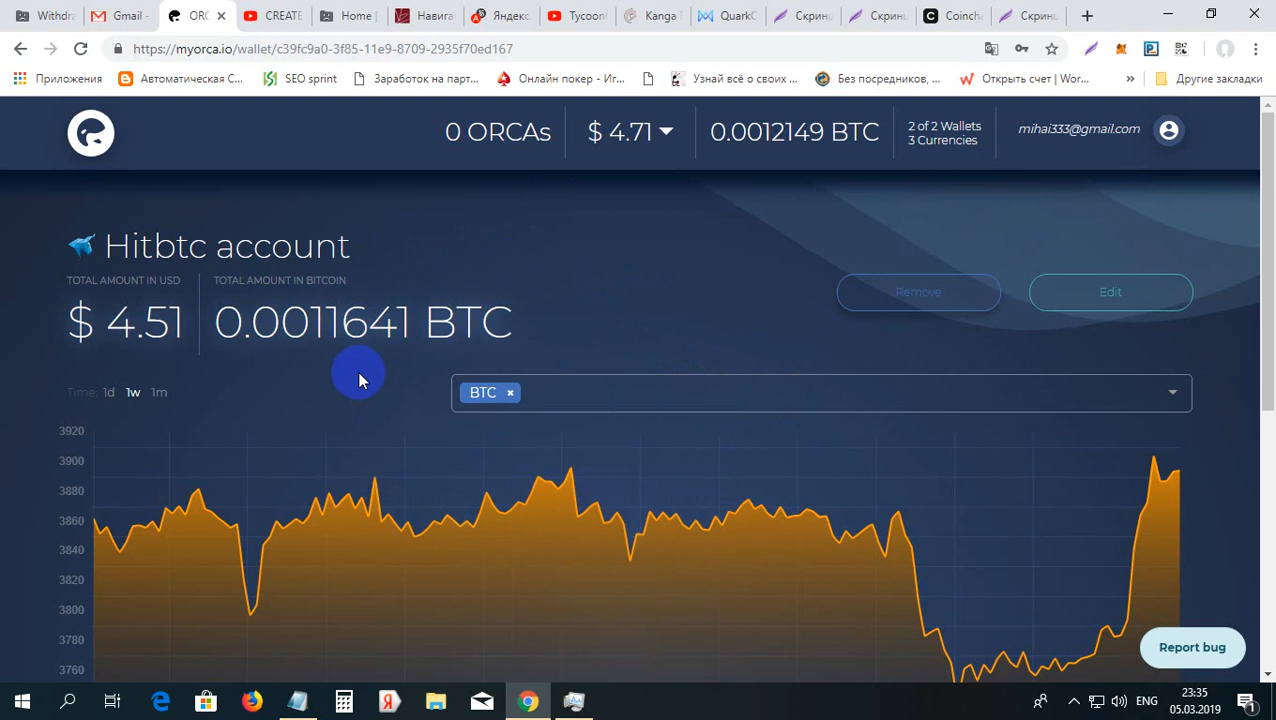 Withdra
Gmail -
ORC
CREATE
Home |
Навига
Яндекс
Tycoon
Kanga
QuarkC
Скринш
Скринш
Coinch
Скринш
https://myorca.io/wallet/c39fc9a0-3f85-11e9-8709-2935f70ed167
Приложения
Автоматическая С...
SEO sprint
Заработок на парт...
Онлайн покер - Иг...
Узнай всё о своих ...
Без посредников, ...
Открыть счет | Wor...
»
Другие закладки
0 ORCAs
$ 4.71
0.0012149 BTC
2 of 2 Wallets
3 Currencies
mihai333@gmail.com
Hitbtc account
TOTAL AMOUNT IN USD
TOTAL AMOUNT IN BITCOIN
$ 4.51
0.0011641 BTC
Remove
Edit
Time: 1d 1w 1m
BTC ×
3920
3900
3880
3860
3840
3820
3800
3780
3760
Report bug
ENG
23:35
05.03.2019